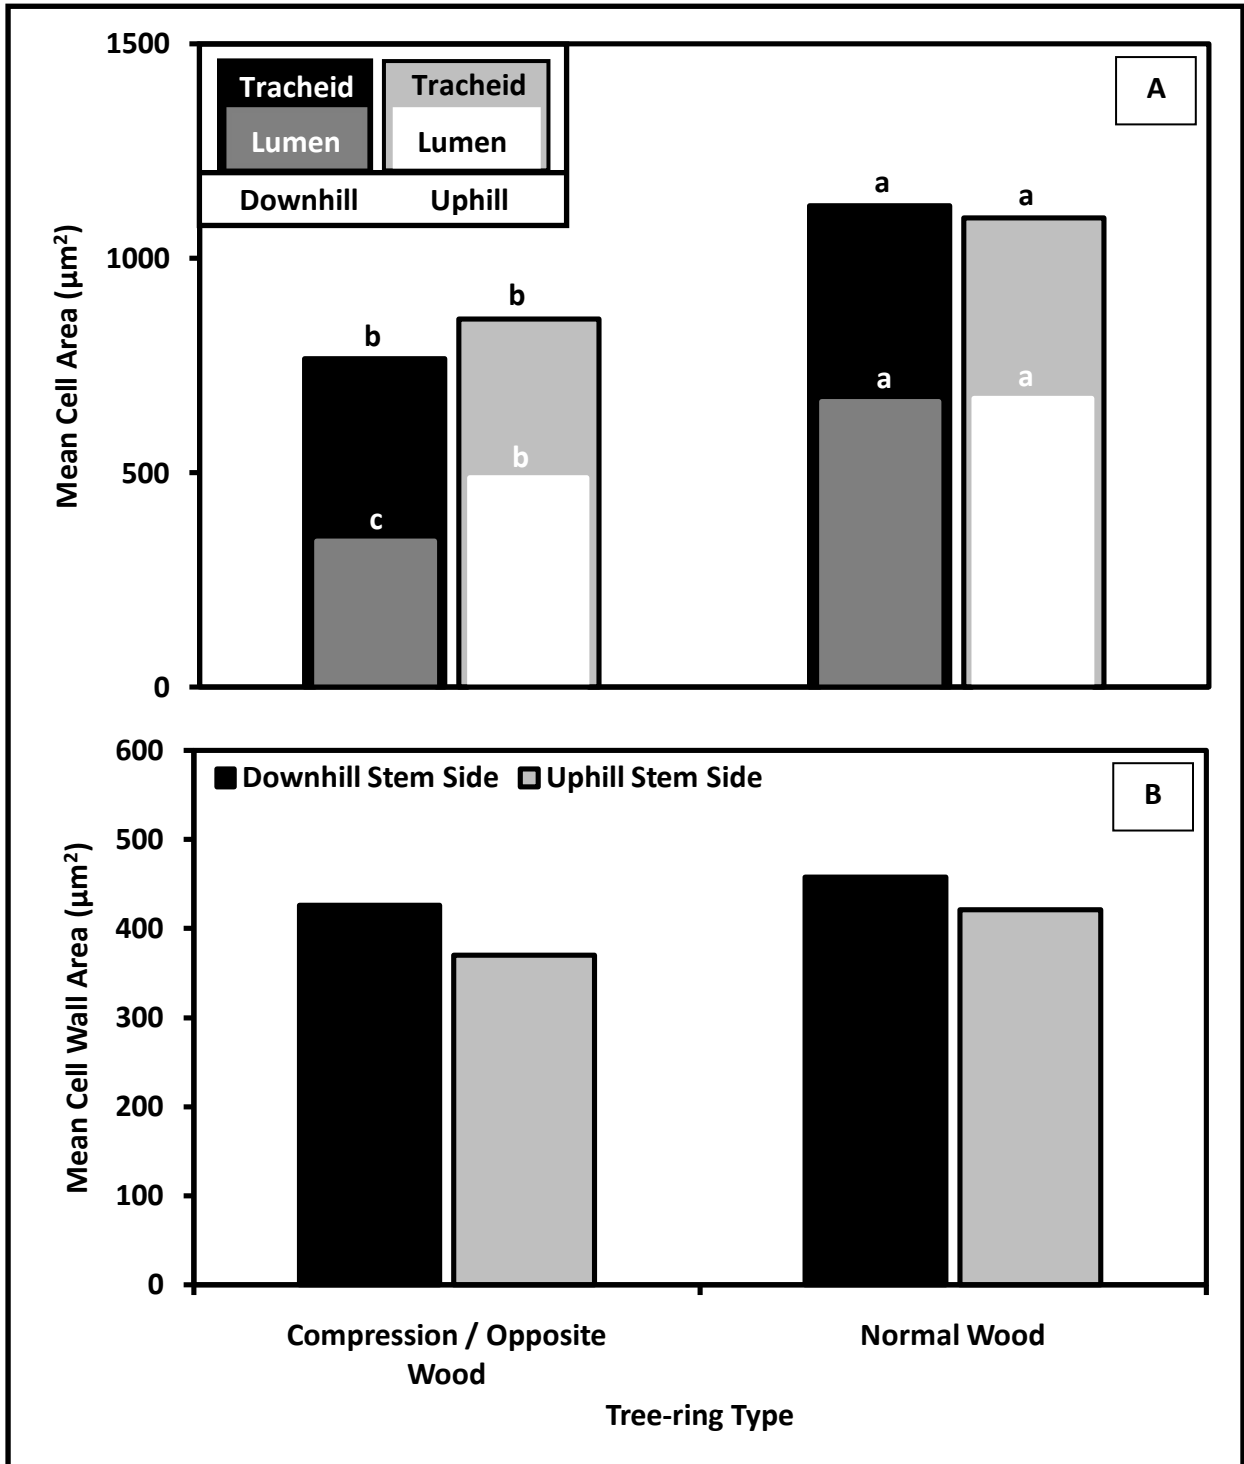 1500
A
Tracheid Tracheid
Lumen Lumen
Downhill Uphill
a a
1000
b b
a a
500
b
c
0
Mean Cell Area (µm²)
600
Downhill Stem Side Uphill Stem Side
B
500
400
300
200
100
0
Mean Cell Wall Area (µm²)
Compression / Opposite
Wood
Normal Wood
Tree-ring Type